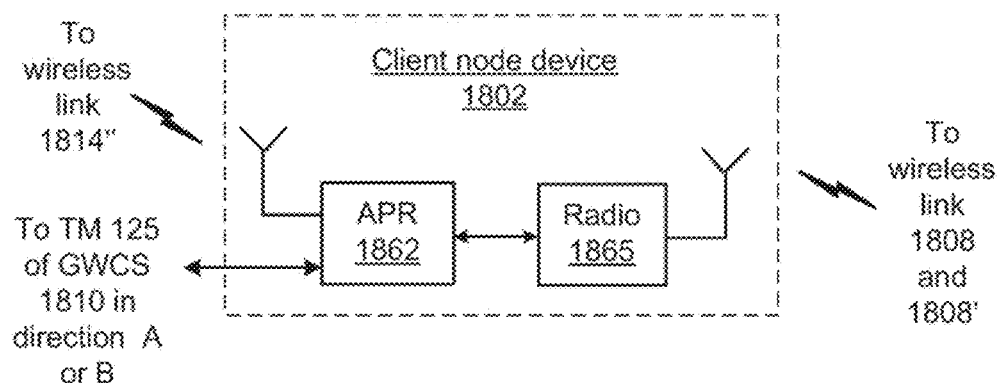 To
wireless
link
1814"
Client node device
1802
APR
1862
Radio
1865
To TM 125
of GWCS
1810 in
direction A
or B
To
wireless
link
1808
and
1808'